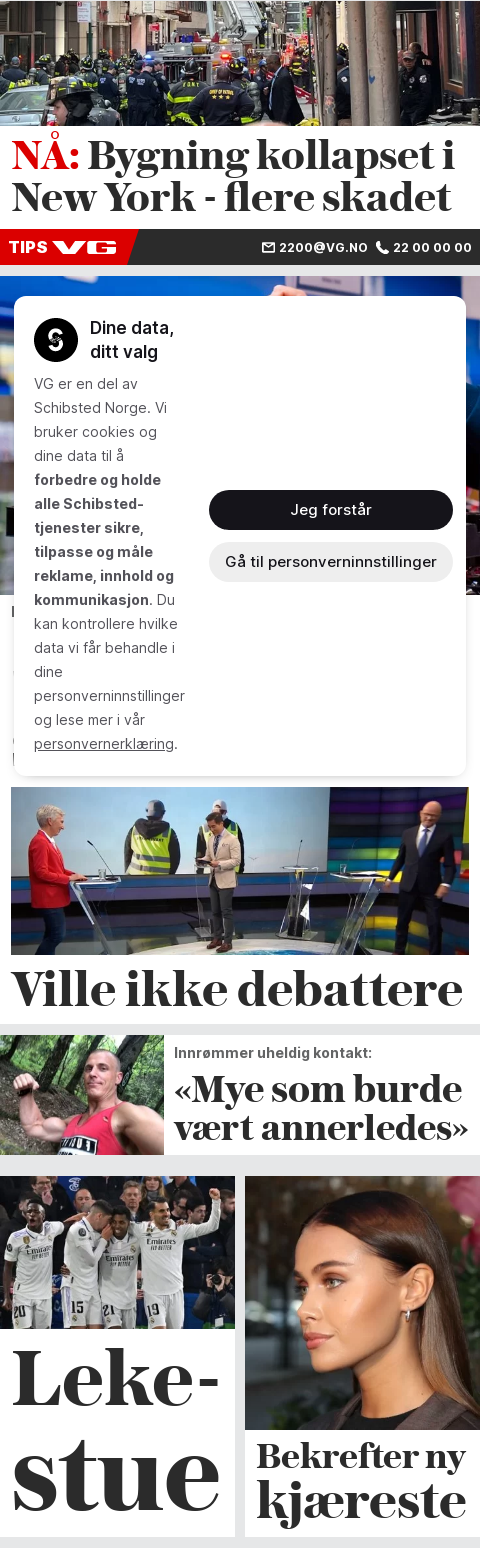 NÅ: Bygning kollapset i
New York - flere skadet
TIPS VG
2200@VG.NO 22 00 00 00
Dine data,
ditt valg
VG er en del av
Schibsted Norge. Vi
bruker cookies og
dine data til å
forbedre og holde
alle Schibsted-
tjenester sikre,
tilpasse og måle
reklame, innhold og
kommunikasjon. Du
kan kontrollere hvilke
data vi får behandle i
dine
personverninnstillinger
og lese mer i vår
personvernerklæring.
Jeg forstår
Gå til personverninnstillinger
Ville ikke debattere
Innrømmer uheldig kontakt:
«Mye som burde
vært annerledes»
20 15 21 19
Leke-
stue
Bekrefter ny
kjæreste